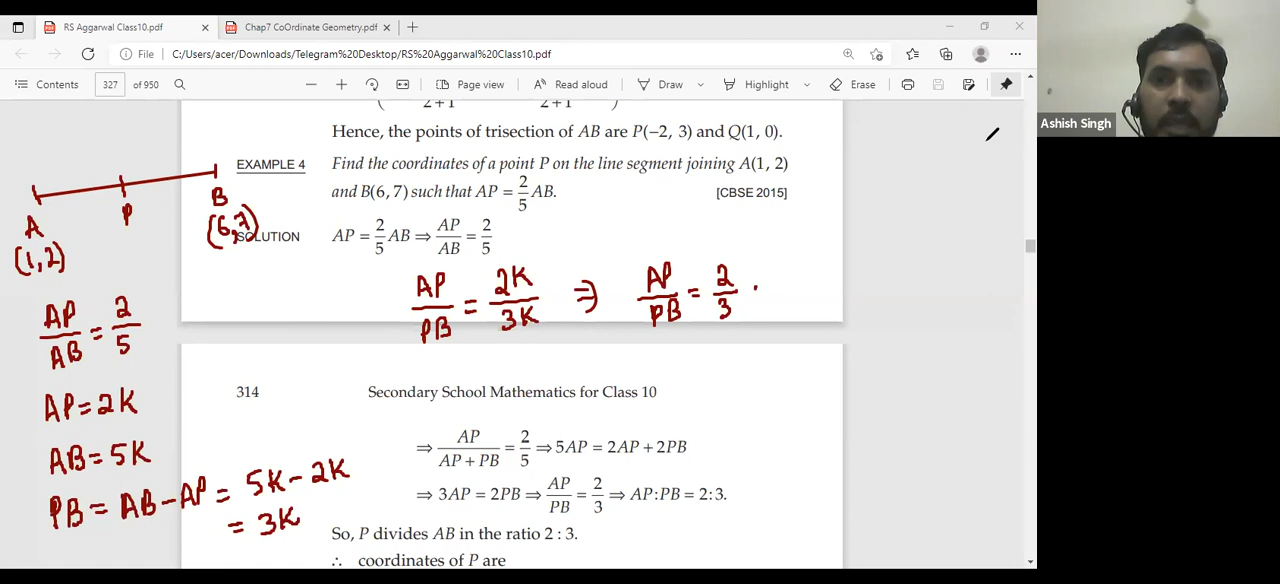 RS Aggarwal Class10.pdf
Chap7 CoOrdinate Geometry.pdf
File
C:/Users/acer/Downloads/Telegram%20Desktop/RS%20Aggarwal%20Class10.pdf
Contents 327 of 950 Page view Read aloud Draw Highlight Erase
Ashish Singh
2+1 2+1
Hence, the points of trisection of AB are P(−2, 3) and Q(1, 0).
EXAMPLE 4 Find the coordinates of a point P on the line segment joining A(1, 2)
and B(6, 7) such that AP = 2/5 AB. [CBSE 2015]
SOLUTION AP = 2/5 AB ⇒ AP/AB = 2/5
A P B
(1,2) (6,7)
AP/PB = 2K/3K ⇒ AP/PB = 2/3
AP/AB = 2/5
AP = 2K
AB = 5K
PB = AB − AP = 5K − 2K
= 3K
314 Secondary School Mathematics for Class 10
⇒ AP/(AP + PB) = 2/5 ⇒ 5AP = 2AP + 2PB
⇒ 3AP = 2PB ⇒ AP/PB = 2/3 ⇒ AP : PB = 2 : 3.
So, P divides AB in the ratio 2 : 3.
∴ coordinates of P are